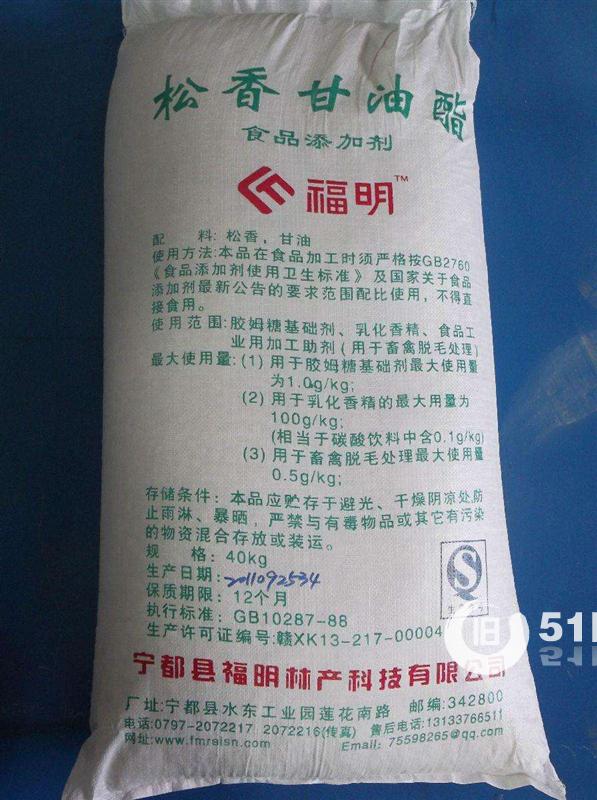 松香甘油酯
食品添加剂
福明™
配 料: 松香，甘油
使用方法:本品在食品加工时须严格按GB2760
《食品添加剂使用卫生标准》及国家关于食品
添加剂最新公告的要求范围配比使用，不得直
接食用。
使用范围: 胶姆糖基础剂、乳化香精、食品工
业用加工助剂(用于畜禽脱毛处理)
最大使用量: (1) 用于胶姆糖基础剂最大使用量
为1.0g/kg;
(2) 用于乳化香精的最大用量为
100g/kg;
(相当于碳酸饮料中含0.1g/kg)
(3) 用于畜禽脱毛处理最大使用量
0.5g/kg;
存储条件: 本品应贮存于避光、干燥阴凉处,防
止雨淋、暴晒，严禁与有毒物品或其它有污染
的物资混合存放或装运。
规 格: 40kg
生产日期: 2011092534
保质期限: 12个月
执行标准: GB10287-88
生产许可证编号:赣XK13-217-00004
宁都县福明林产科技有限公司
厂址:宁都县水东工业园莲花南路 邮编:342800
电话:0797-2072217 2072216(传真) 售后电话:13133766511
网址:www.fmraisn.com Email: 75598265@qq.com
51